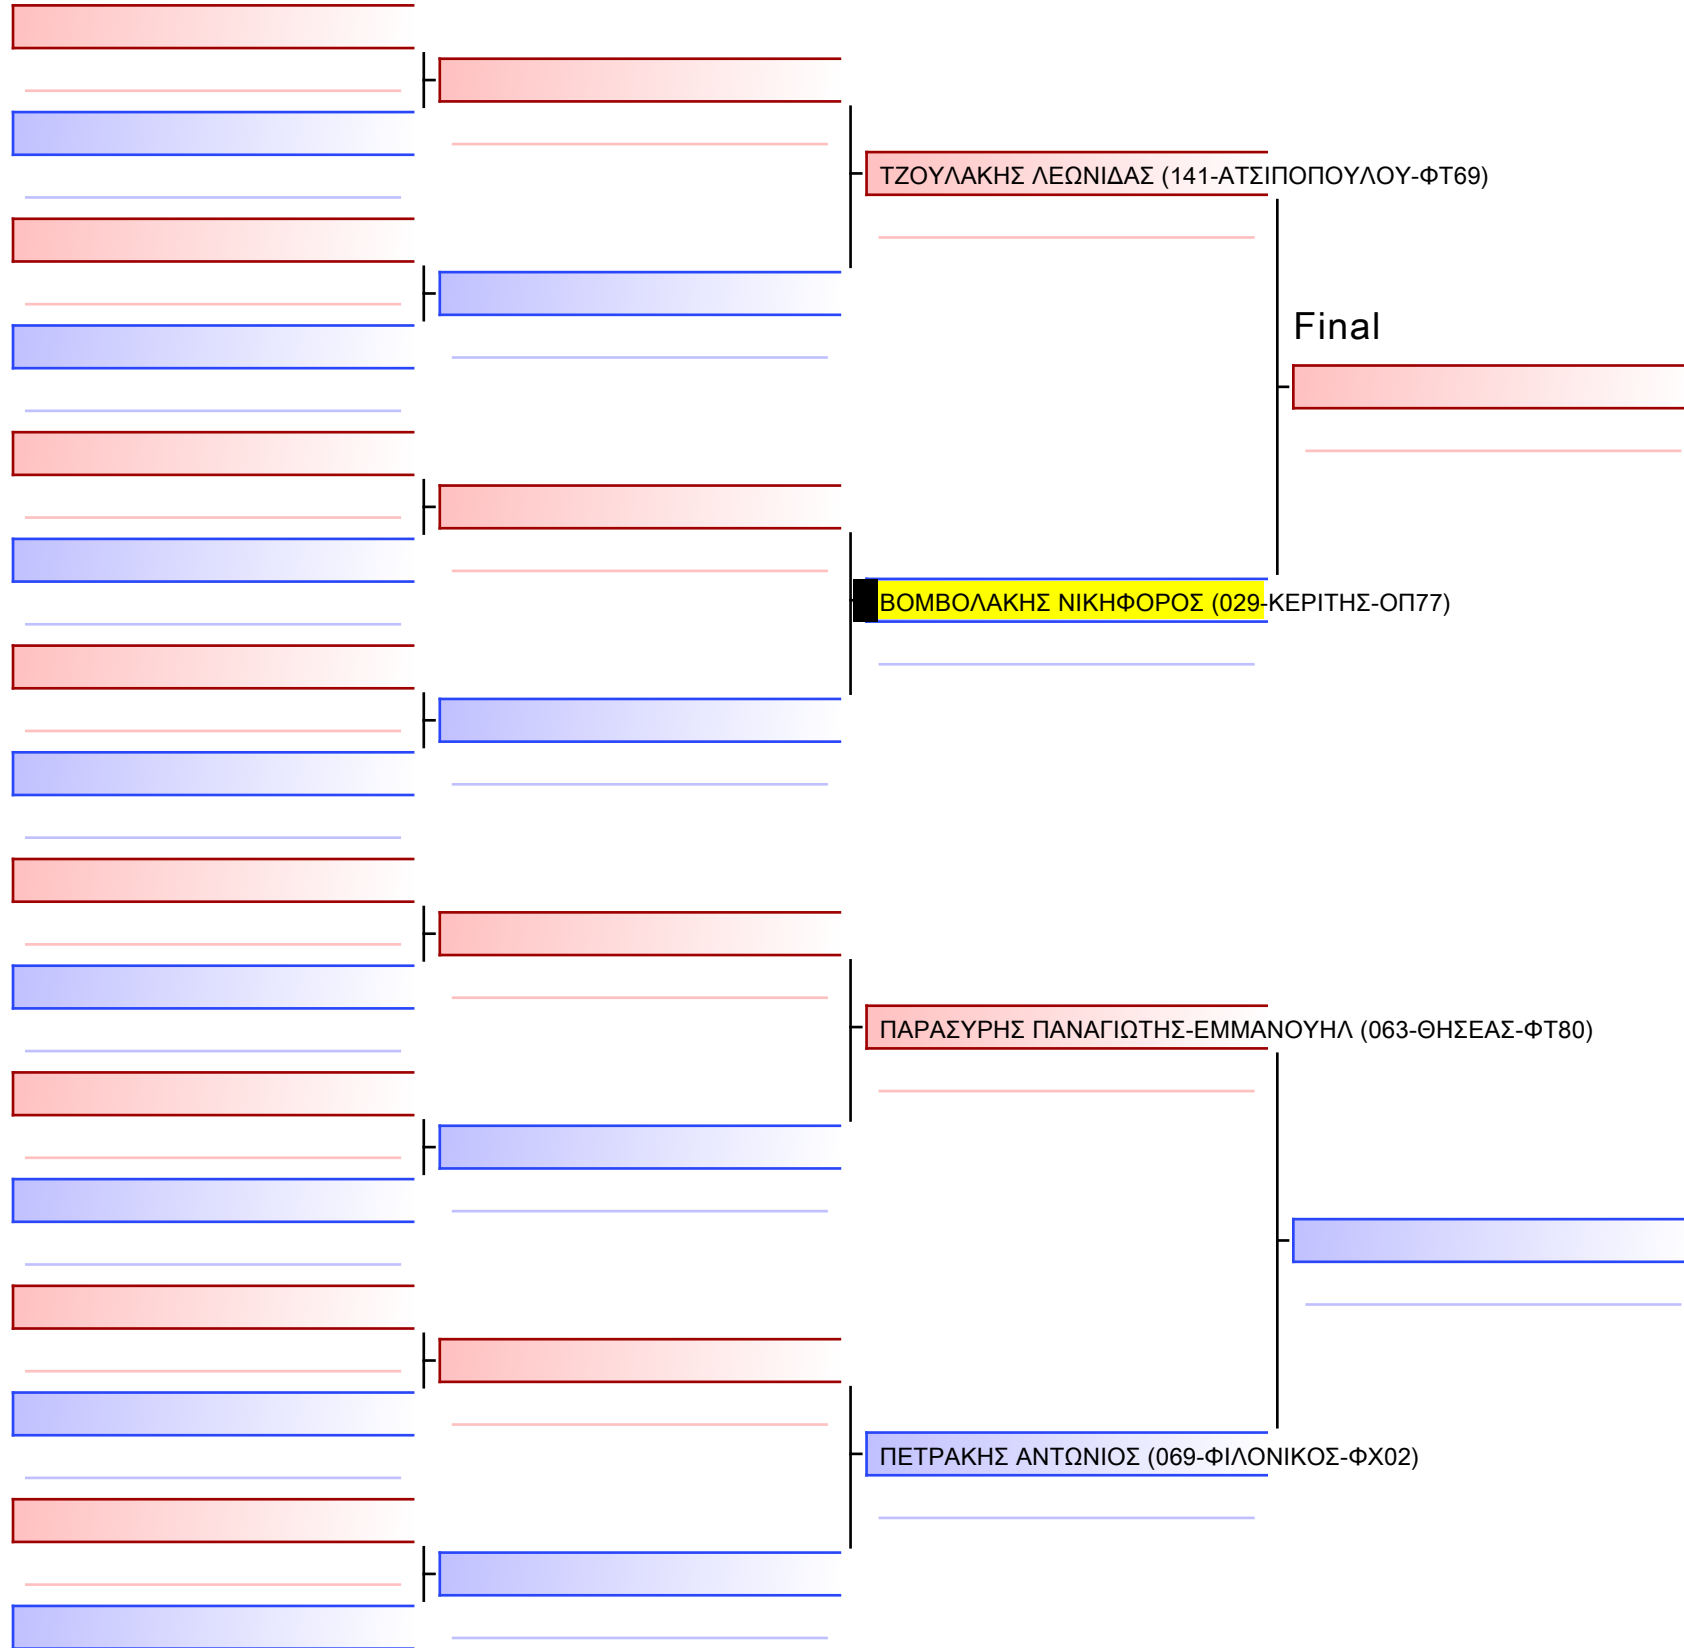 ΤΖΟΥΛΑΚΗΣ ΛΕΩΝΙΔΑΣ (141-ΑΤΣΙΠΟΠΟΥΛΟΥ-ΦΤ69)
Final
ΒΟΜΒΟΛΑΚΗΣ ΝΙΚΗΦΟΡΟΣ (029-ΚΕΡΙΤΗΣ-ΟΠ77)
ΠΑΡΑΣΥΡΗΣ ΠΑΝΑΓΙΩΤΗΣ-ΕΜΜΑΝΟΥΗΛ (063-ΘΗΣΕΑΣ-ΦΤ80)
ΠΕΤΡΑΚΗΣ ΑΝΤΩΝΙΟΣ (069-ΦΙΛΟΝΙΚΟΣ-ΦΧ02)